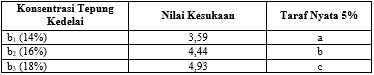 Konsentrasi Tepung Kedelai Nilai Kesukaan Taraf Nyata 5%
b₁ (14%) 3,59 a
b₂ (16%) 4,44 b
b₃ (18%) 4,93 c